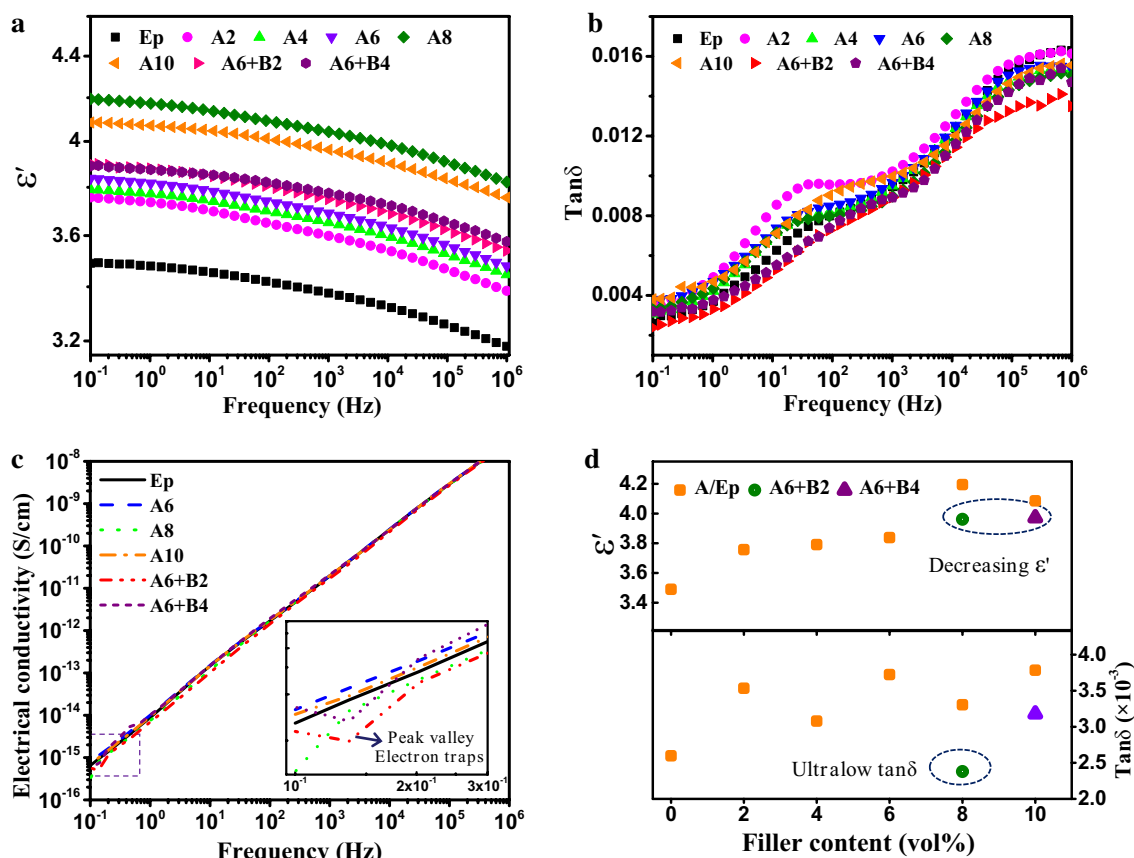 a
Ep A2 A4 A6 A8
A10 A6+B2 A6+B4
4.4
4
3.6
3.2
ε′
10⁻¹ 10⁰ 10¹ 10² 10³ 10⁴ 10⁵ 10⁶
Frequency (Hz)
b
Ep A2 A4 A6 A8
A10 A6+B2 A6+B4
0.016
0.012
0.008
0.004
Tanδ
10⁻¹ 10⁰ 10¹ 10² 10³ 10⁴ 10⁵ 10⁶
Frequency (Hz)
c
Ep
A6
A8
A10
A6+B2
A6+B4
10⁻⁸
10⁻⁹
10⁻¹⁰
10⁻¹¹
10⁻¹²
10⁻¹³
10⁻¹⁴
10⁻¹⁵
10⁻¹⁶
Electrical conductivity (S/cm)
Peak valley
Electron traps
10⁻¹ 2x10⁻¹ 3x10⁻¹
10⁻¹ 10⁰ 10¹ 10² 10³ 10⁴ 10⁵ 10⁶
Frequency (Hz)
d
A/Ep A6+B2 A6+B4
4.2
4.0
3.8
3.6
3.4
ε′
Decreasing ε'
4.0
3.5
3.0
2.5
2.0
Tanδ (×10⁻³)
Ultralow tanδ
0 2 4 6 8 10
Filler content (vol%)